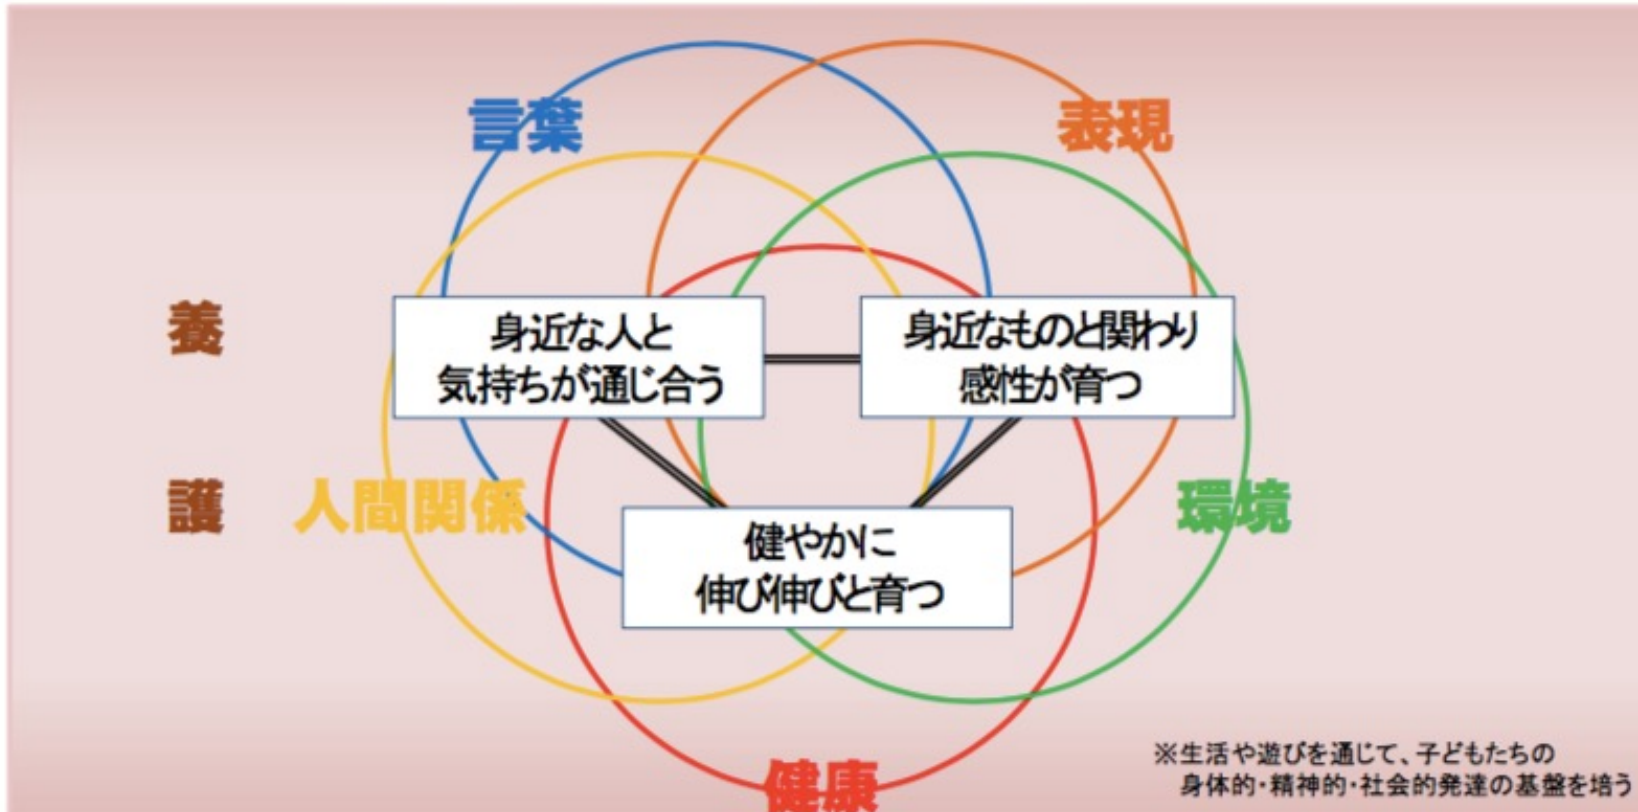 言葉
表現
身近な人と
気持ちが通じ合う
身近なものと関わり
感性が育つ
養
護
人間関係
環境
健やかに
伸び伸びと育つ
健康
※生活や遊びを通じて、子どもたちの
身体的・精神的・社会的発達の基盤を培う